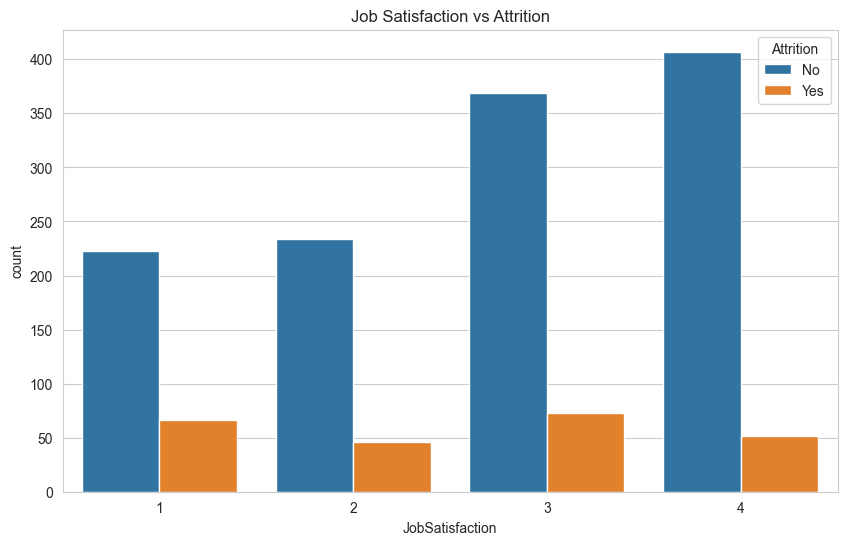 Job Satisfaction vs Attrition
Attrition
No
Yes
count
400
350
300
250
200
150
100
50
0
1 2 3 4
JobSatisfaction